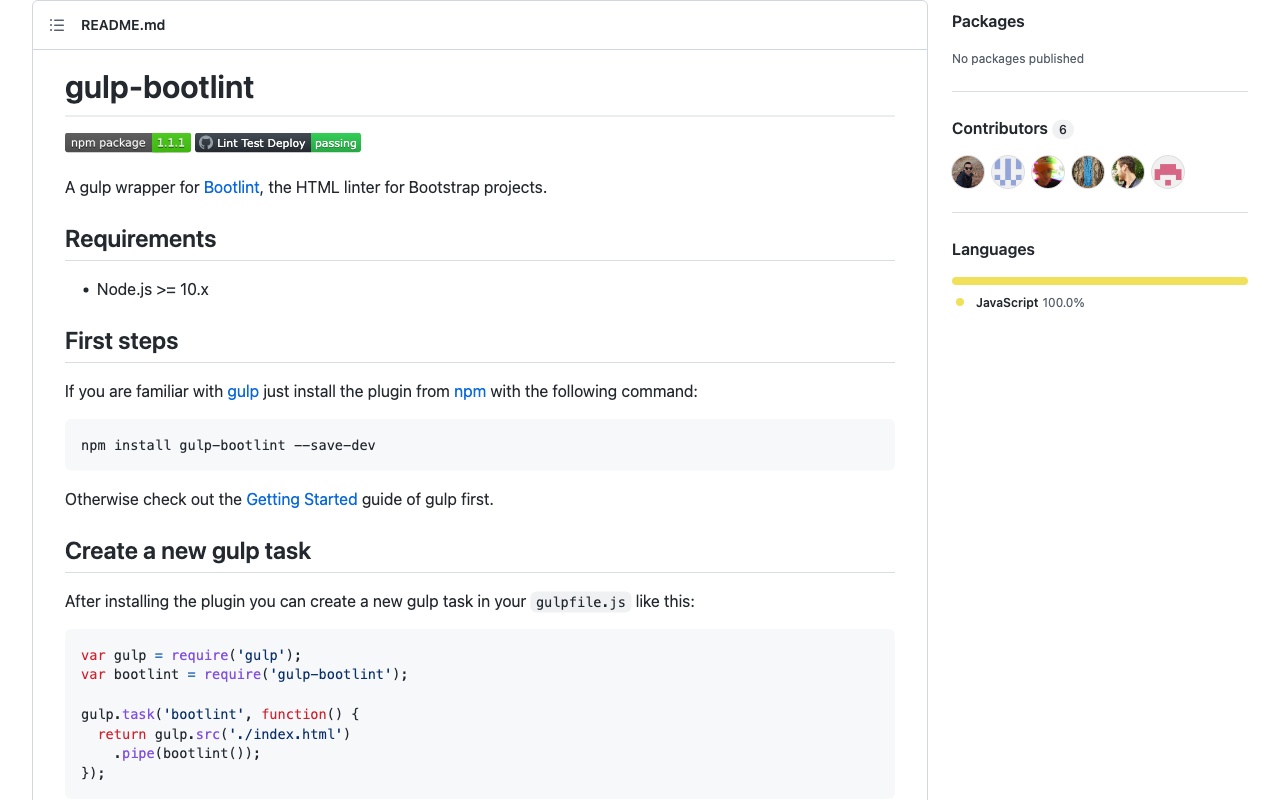 README.md
gulp-bootlint
npm package 1.1.1 Lint Test Deploy passing
A gulp wrapper for Bootlint, the HTML linter for Bootstrap projects.
Requirements
• Node.js >= 10.x
First steps
If you are familiar with gulp just install the plugin from npm with the following command:
npm install gulp-bootlint --save-dev
Otherwise check out the Getting Started guide of gulp first.
Create a new gulp task
After installing the plugin you can create a new gulp task in your gulpfile.js like this:
var gulp = require('gulp');
var bootlint = require('gulp-bootlint');
gulp.task('bootlint', function() {
  return gulp.src('./index.html')
    .pipe(bootlint());
});
Packages
No packages published
Contributors 6
Languages
JavaScript 100.0%